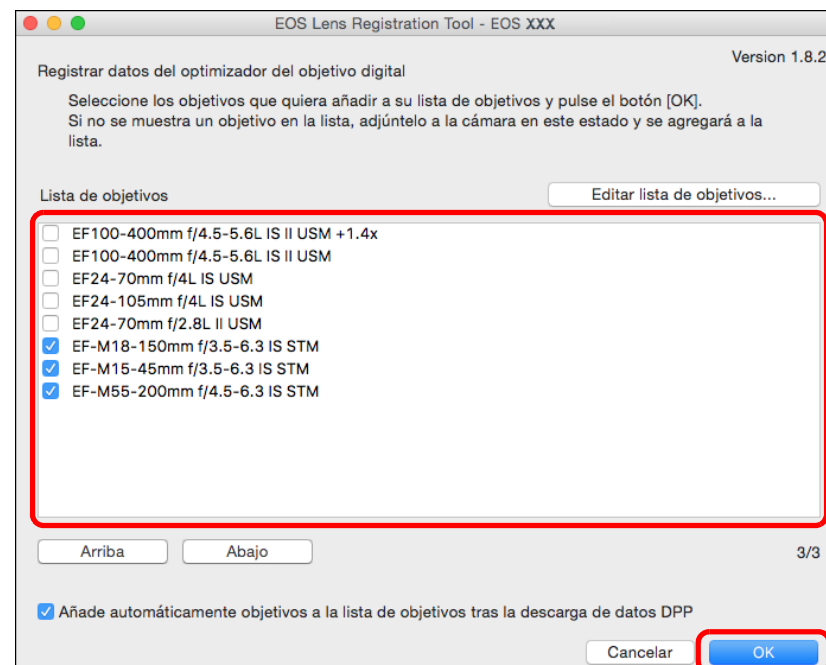 EOS Lens Registration Tool - EOS XXX
Version 1.8.2
Registrar datos del optimizador del objetivo digital
Seleccione los objetivos que quiera añadir a su lista de objetivos y pulse el botón [OK].
Si no se muestra un objetivo en la lista, adjúntelo a la cámara en este estado y se agregará a la
lista.
Lista de objetivos
Editar lista de objetivos...
EF100-400mm f/4.5-5.6L IS II USM +1.4x
EF100-400mm f/4.5-5.6L IS II USM
EF24-70mm f/4L IS USM
EF24-105mm f/4L IS USM
EF24-70mm f/2.8L II USM
EF-M18-150mm f/3.5-6.3 IS STM
EF-M15-45mm f/3.5-6.3 IS STM
EF-M55-200mm f/4.5-6.3 IS STM
Arriba
Abajo
3/3
Añade automáticamente objetivos a la lista de objetivos tras la descarga de datos DPP
Cancelar
OK